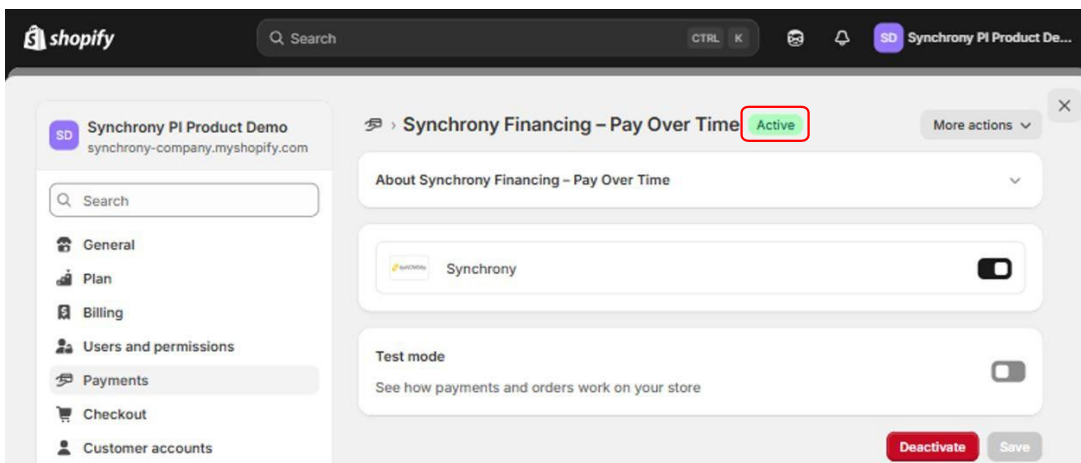 shopify
Search
CTRL K
SD
Synchrony PI Product De...
SD
Synchrony PI Product Demo
synchrony-company.myshopify.com
Search
General
Plan
Billing
Users and permissions
Payments
Checkout
Customer accounts
› Synchrony Financing – Pay Over Time Active
More actions
About Synchrony Financing – Pay Over Time
synchrony
Synchrony
Test mode
See how payments and orders work on your store
Deactivate
Save